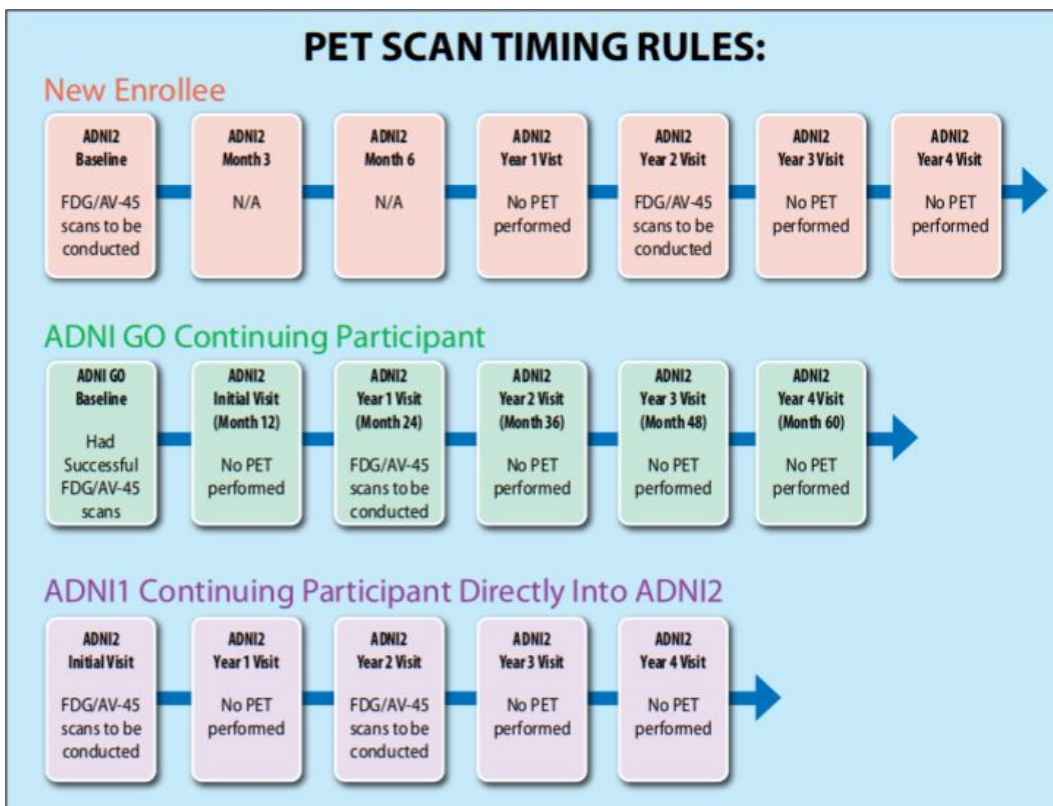 PET SCAN TIMING RULES:
New Enrollee
ADNI2
Baseline
FDG/AV-45
scans to be
conducted
ADNI2
Month 3
N/A
ADNI2
Month 6
N/A
ADNI2
Year 1 Vist
No PET
performed
ADNI2
Year 2 Visit
FDG/AV-45
scans to be
conducted
ADNI2
Year 3 Visit
No PET
performed
ADNI2
Year 4 Visit
No PET
performed
ADNI GO Continuing Participant
ADNI GO
Baseline
Had
Successful
FDG/AV-45
scans
ADNI2
Initial Visit
(Month 12)
No PET
performed
ADNI2
Year 1 Visit
(Month 24)
FDG/AV-45
scans to be
conducted
ADNI2
Year 2 Visit
(Month 36)
No PET
performed
ADNI2
Year 3 Visit
(Month 48)
No PET
performed
ADNI2
Year 4 Visit
(Month 60)
No PET
performed
ADNI1 Continuing Participant Directly Into ADNI2
ADNI2
Initial Visit
FDG/AV-45
scans to be
conducted
ADNI2
Year 1 Visit
No PET
performed
ADNI2
Year 2 Visit
FDG/AV-45
scans to be
conducted
ADNI2
Year 3 Visit
No PET
performed
ADNI2
Year 4 Visit
No PET
performed